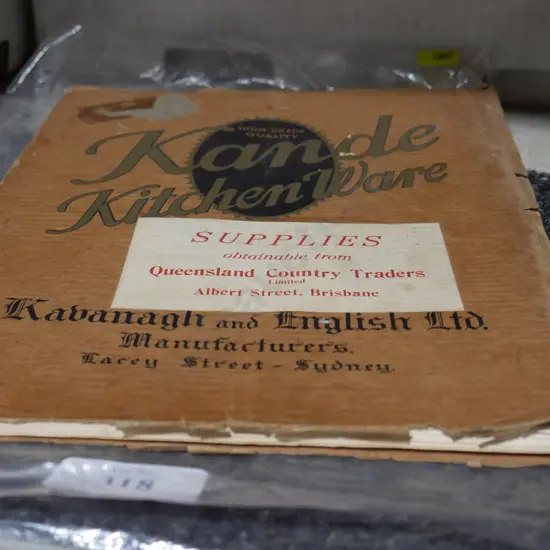 HIGH GRADE
QUALITY
Kande
Kitchen Ware
SUPPLIES
obtainable from
Queensland Country Traders
Limited
Albert Street, Brisbane
Kavanagh and English Ltd.
Manufacturers.
Lacey Street - Sydney.
118